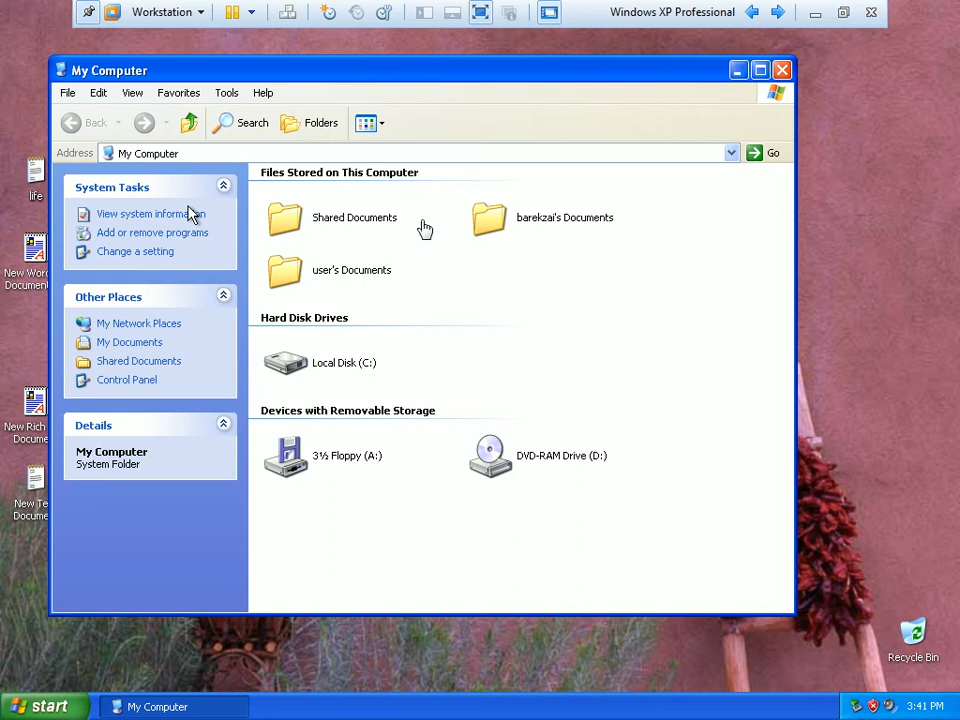 Workstation
Windows XP Professional
My Computer
File Edit View Favorites Tools Help
Back Search Folders
Address My Computer Go
System Tasks
View system information
Add or remove programs
Change a setting
Other Places
My Network Places
My Documents
Shared Documents
Control Panel
Details
My Computer
System Folder
Files Stored on This Computer
Shared Documents
barekzai's Documents
user's Documents
Hard Disk Drives
Local Disk (C:)
Devices with Removable Storage
3½ Floppy (A:)
DVD-RAM Drive (D:)
life
New Word
Document
New Rich
Docume
New Te
Docume
Recycle Bin
start
My Computer
3:41 PM